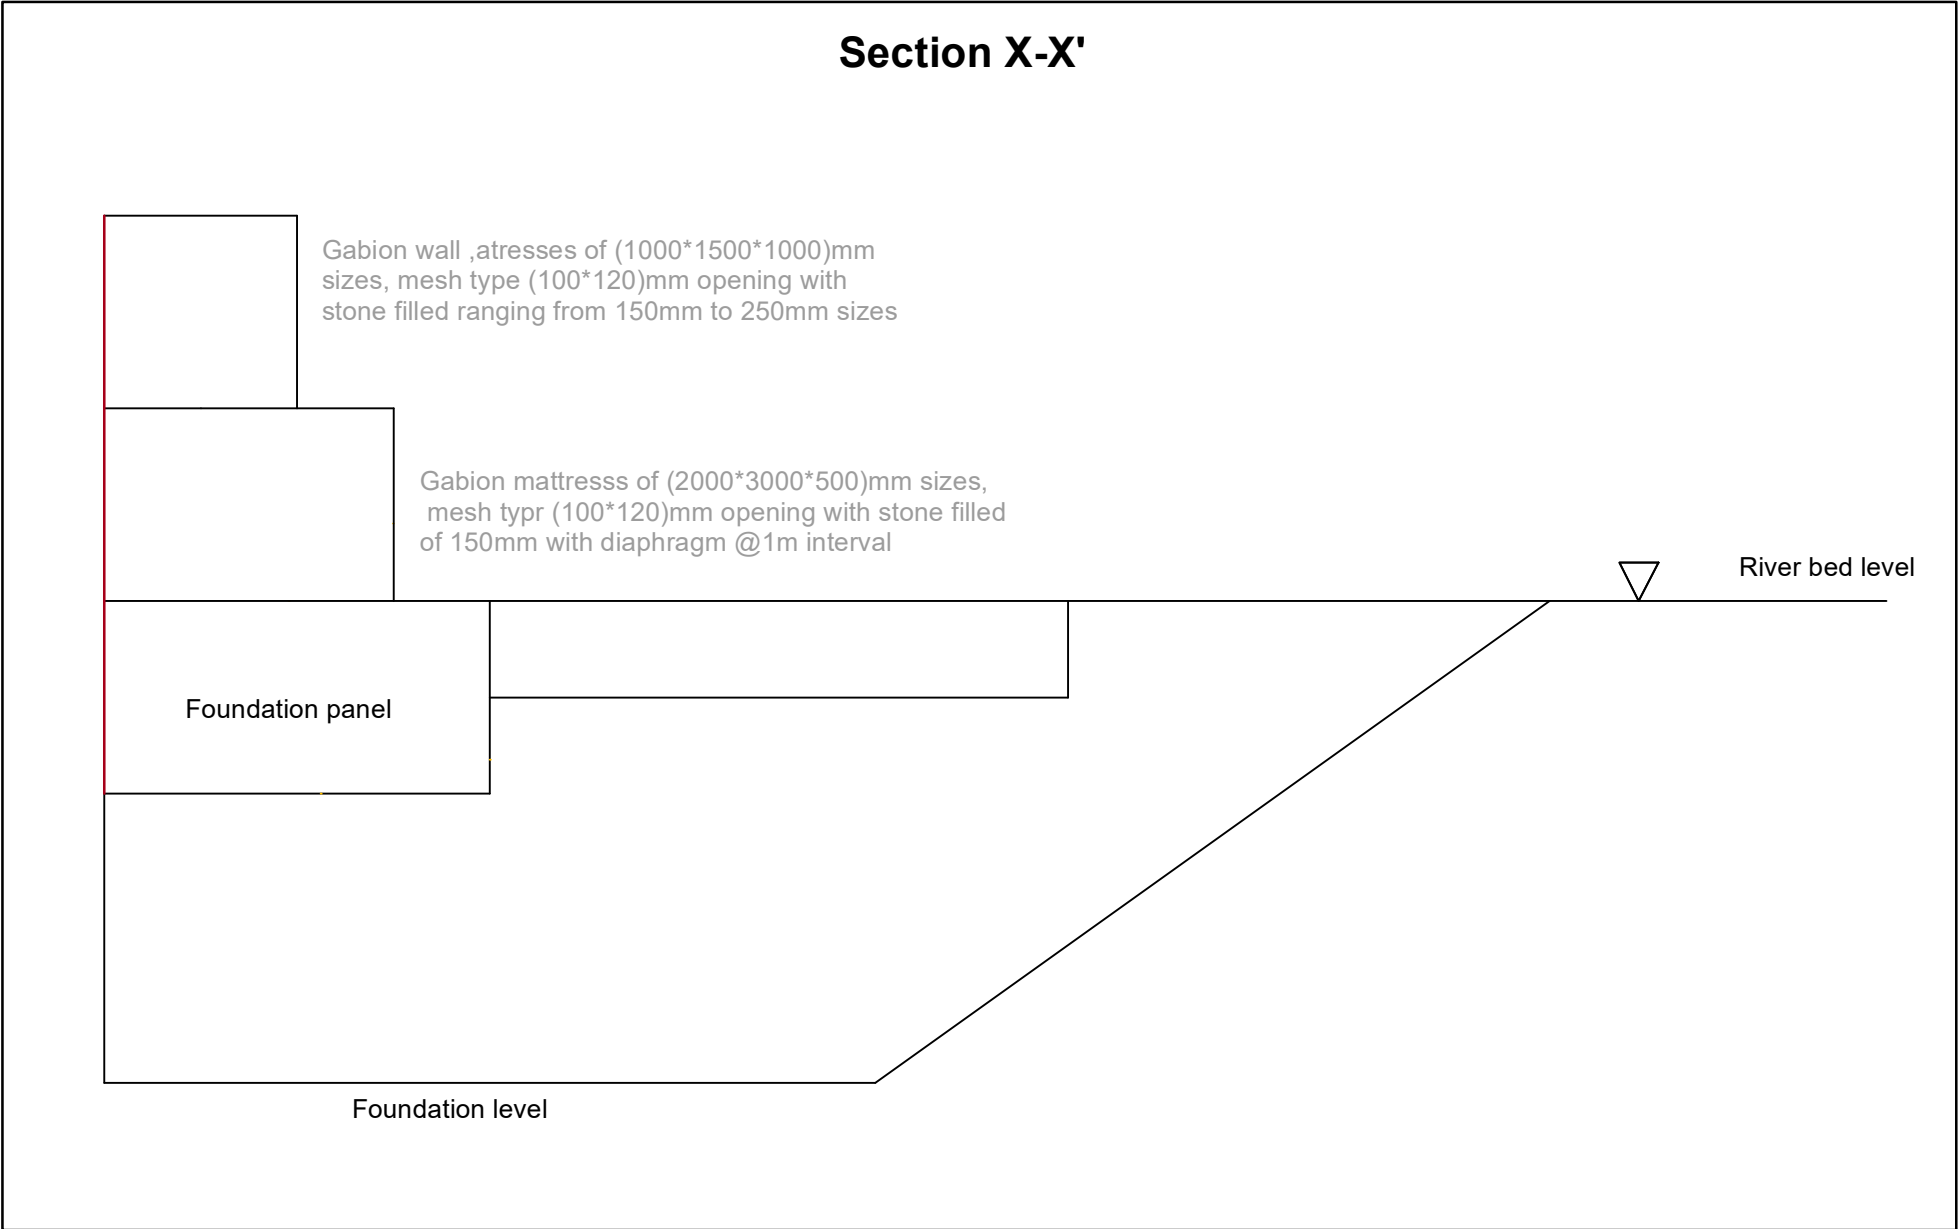 Section X-X'
Gabion wall ,atresses of (1000*1500*1000)mm
sizes, mesh type (100*120)mm opening with
stone filled ranging from 150mm to 250mm sizes
Gabion mattresss of (2000*3000*500)mm sizes,
mesh typr (100*120)mm opening with stone filled
of 150mm with diaphragm @1m interval
River bed level
Foundation panel
Foundation level